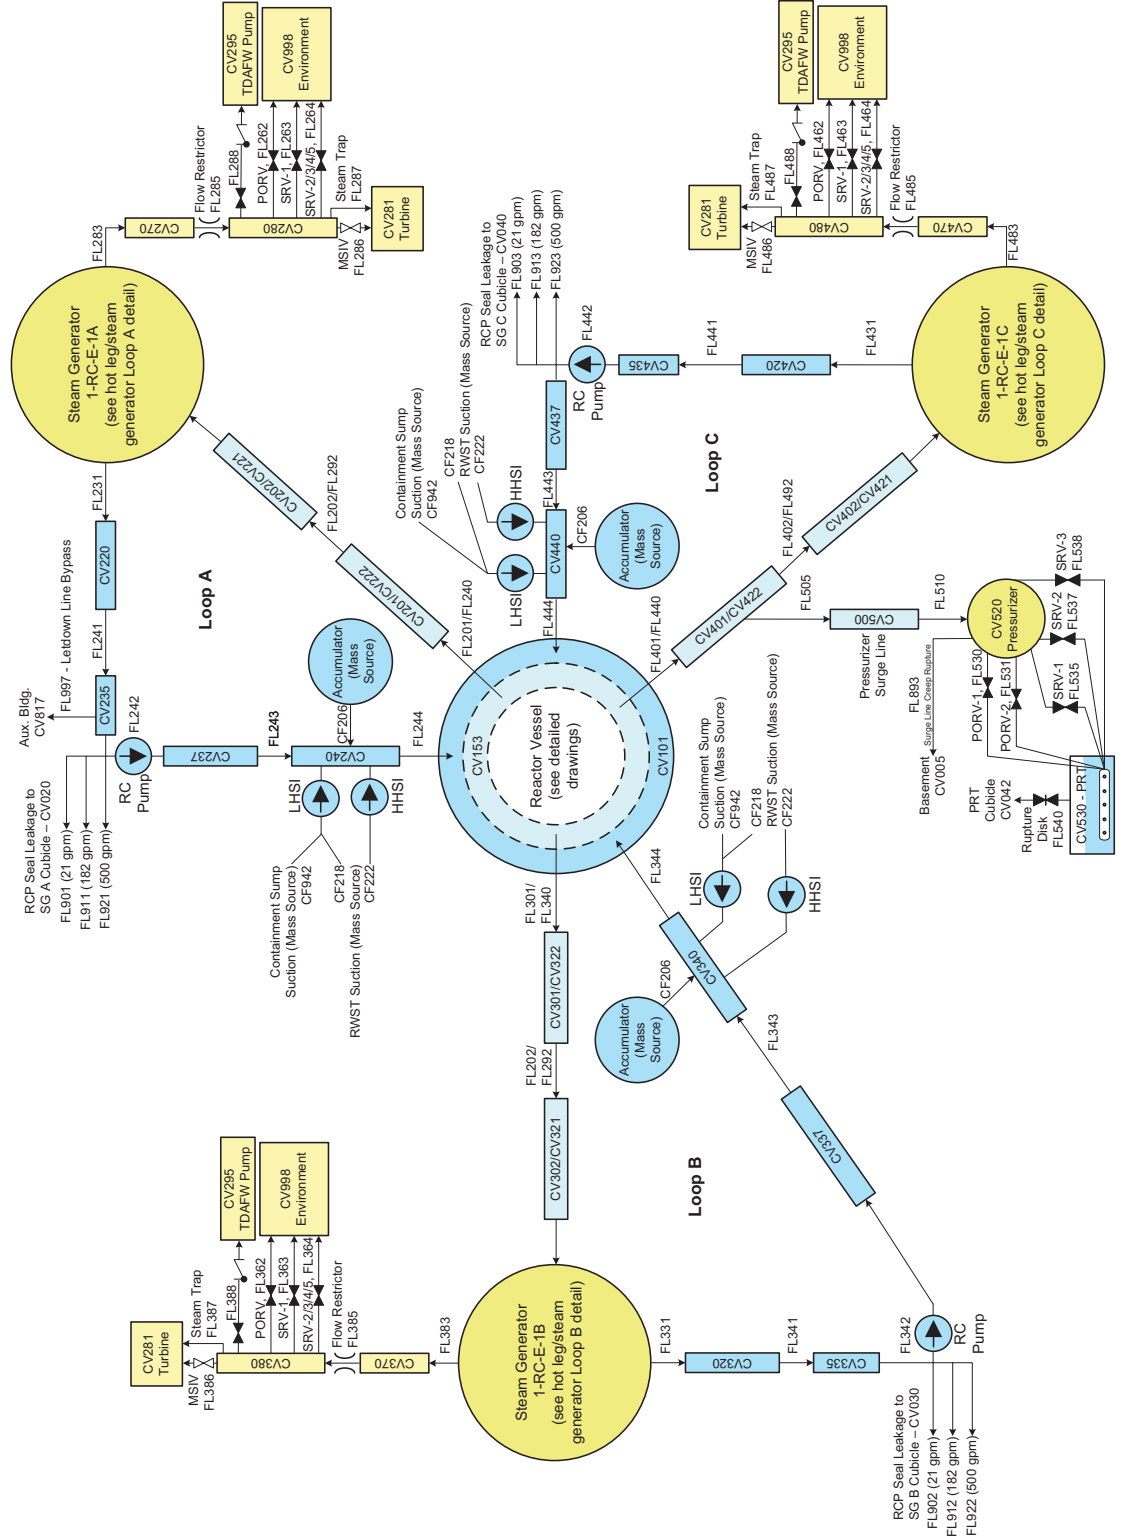 Steam Generator
1-RC-E-1A
(see hot leg/steam
generator Loop A detail)
FL283
CV270
Flow Restrictor
FL285
CV280
FL288
CV295
TDAFW Pump
CV998
Environment
PORV, FL262
SRV-1, FL263
SRV-2/3/4/5, FL264
Steam Trap
FL287
MSIV
FL286
CV281
Turbine
FL231
CV220
FL241
CV235
FL997 - Letdown Line Bypass
Aux. Bldg.
CV817
FL242
RC
Pump
RCP Seal Leakage to
SG A Cubicle – CV020
FL901 (21 gpm)
FL911 (182 gpm)
FL921 (500 gpm)
CV237
FL243
CV240
FL244
Accumulator
(Mass
Source)
CF206
LHSI
HHSI
Containment Sump
Suction (Mass Source)
CF942
CF218
RWST Suction (Mass Source)
CF222
Loop A
CV202/CV221
FL202/FL292
CV201/CV222
FL201/FL240
Reactor Vessel
(see detailed
drawings)
CV153
CV101
Steam Generator
1-RC-E-1C
(see hot leg/steam
generator Loop C detail)
FL483
CV470
Flow Restrictor
FL485
CV480
FL488
CV295
TDAFW Pump
CV998
Environment
PORV, FL462
SRV-1, FL463
SRV-2/3/4/5, FL464
Steam Trap
FL487
MSIV
FL486
CV281
Turbine
FL431
CV420
FL441
CV435
FL442
RC
Pump
RCP Seal Leakage to
SG C Cubicle – CV040
FL903 (21 gpm)
FL913 (182 gpm)
FL923 (500 gpm)
CV437
FL443
CV440
FL444
Accumulator
(Mass
Source)
CF206
LHSI
HHSI
Containment Sump
Suction (Mass Source)
CF942
CF218
RWST Suction (Mass Source)
CF222
Loop C
CV402/CV421
FL402/FL492
CV401/CV422
FL401/FL440
FL505
CV500
Pressurizer
Surge Line
FL510
CV520
Pressurizer
FL893
Surge Line Creep Rupture
Basement
CV005
PORV-1, FL530
PORV-2, FL531
SRV-1
FL535
SRV-2
FL537
SRV-3
FL538
CV530 - PRT
Rupture
Disk
FL540
PRT
Cubicle
CV042
Steam Generator
1-RC-E-1B
(see hot leg/steam
generator Loop B detail)
FL383
CV370
Flow Restrictor
FL385
CV380
FL388
CV295
TDAFW Pump
CV998
Environment
PORV, FL362
SRV-1, FL363
SRV-2/3/4/5, FL364
Steam Trap
FL387
MSIV
FL386
CV281
Turbine
FL331
CV320
FL341
CV335
FL342
RC
Pump
RCP Seal Leakage to
SG B Cubicle – CV030
FL902 (21 gpm)
FL912 (182 gpm)
FL922 (500 gpm)
CV337
FL343
CV340
FL344
Accumulator
(Mass
Source)
CF206
LHSI
HHSI
Containment Sump
Suction (Mass Source)
CF942
CF218
RWST Suction (Mass Source)
CF222
Loop B
FL301/
FL340
CV301/CV322
FL202/
FL292
CV302/CV321